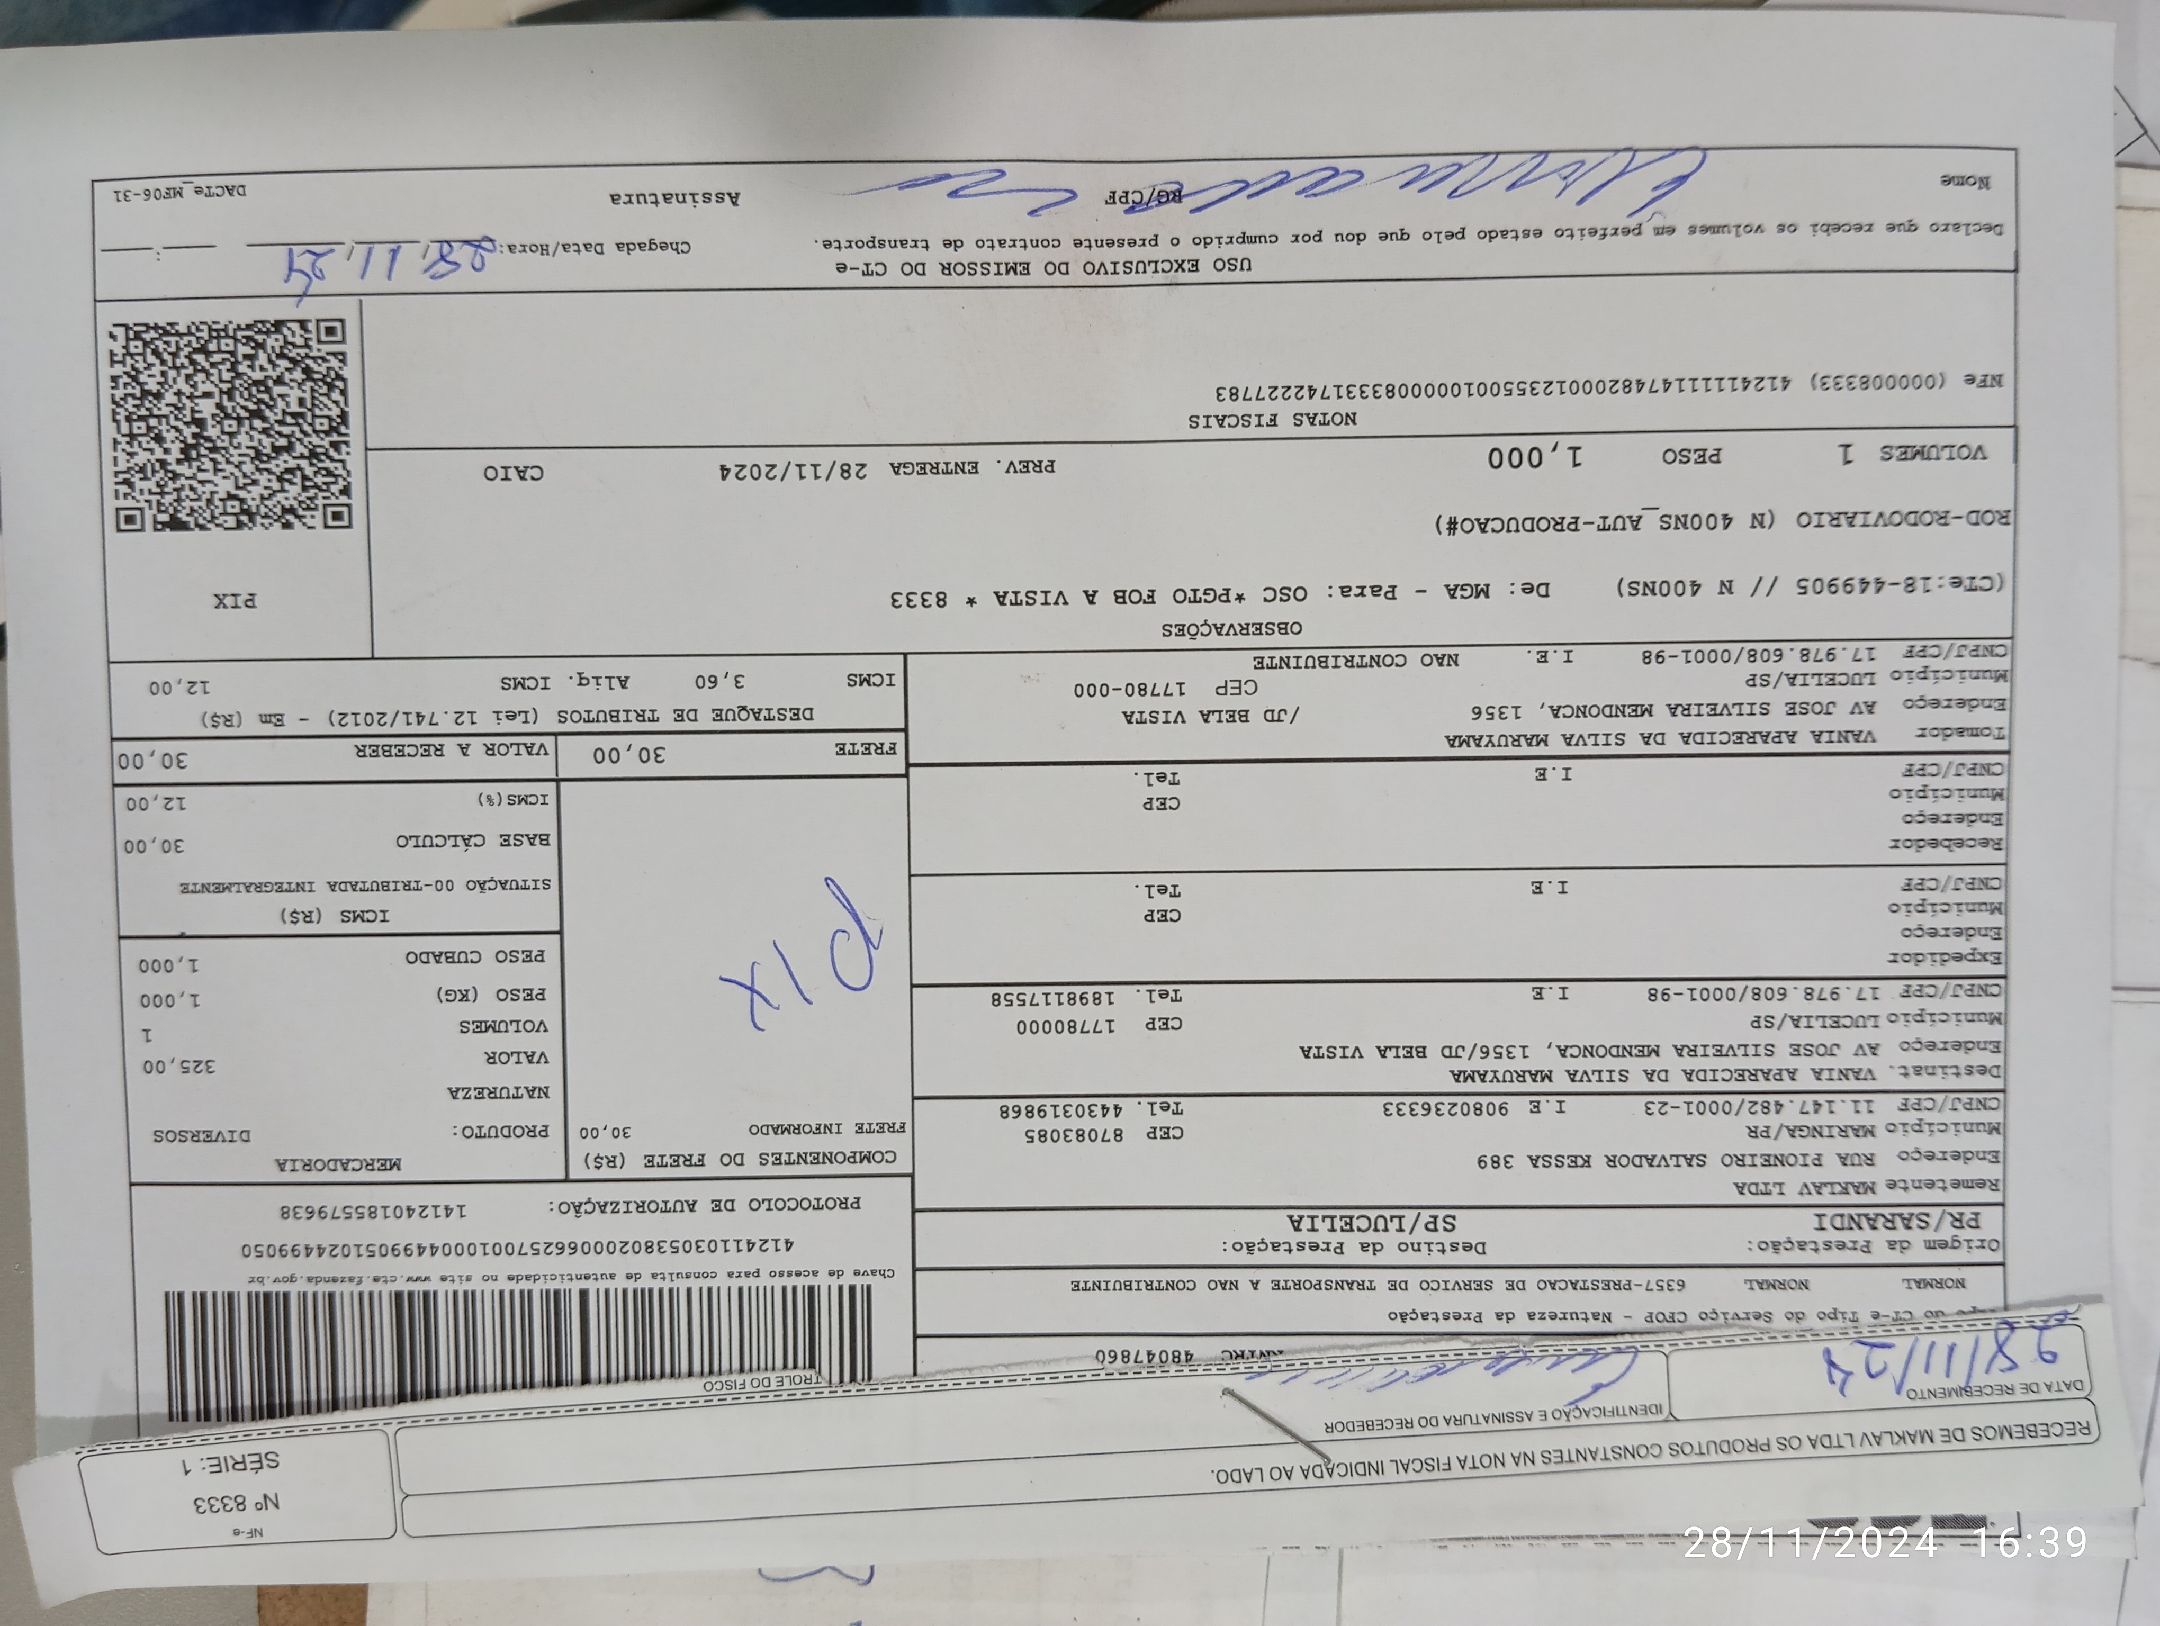 NF-e
Nº 8333
SÉRIE: 1
RECEBEMOS DE MAKLAV LTDA OS PRODUTOS CONSTANTES NA NOTA FISCAL INDICADA AO LADO.
DATA DE RECEBIMENTO
28/11/24
IDENTIFICAÇÃO E ASSINATURA DO RECEBEDOR
TROLE DO FISCO
48047860
do CT-e Tipo do Serviço CFOP - Natureza da Prestação
NORMAL NORMAL 6357-PRESTACAO DE SERVICO DE TRANSPORTE A NAO CONTRIBUINTE
Origem da Prestação: Destino da Prestação:
PR/SARANDI SP/LUCELIA
Chave de acesso para consulta de autenticidade no site www.cte.fazenda.gov.br
41241103053802000662570010004499051024499050
PROTOCOLO DE AUTORIZAÇÃO: 141240185579638
Remetente MAKLAV LTDA
Endereço RUA PIONEIRO SALVADOR KESSA 389
Município MARINGA/PR CEP 87083085
CNPJ/CPF 11.147.482/0001-23 I.E 9080236333 Tel. 4430319868
Destinat. VANIA APARECIDA DA SILVA MARUYAMA
Endereço AV JOSE SILVEIRA MENDONCA, 1356/JD BELA VISTA
Município LUCELIA/SP CEP 17780000
CNPJ/CPF 17.978.608/0001-98 I.E Tel. 1898117558
Expedidor
Endereço
Município CEP
CNPJ/CPF I.E Tel.
Recebedor
Endereço
Município CEP
CNPJ/CPF I.E Tel.
Tomador VANIA APARECIDA DA SILVA MARUYAMA
Endereço AV JOSE SILVEIRA MENDONCA, 1356 /JD BELA VISTA
Município LUCELIA/SP CEP 17780-000
CNPJ/CPF 17.978.608/0001-98 I.E. NAO CONTRIBUINTE
COMPONENTES DO FRETE (R$)
FRETE INFORMADO 30,00
PIX
MERCADORIA
PRODUTO: DIVERSOS
NATUREZA
VALOR 325,00
VOLUMES 1
PESO (KG) 1,000
PESO CUBADO 1,000
ICMS (R$)
SITUAÇÃO 00-TRIBUTADA INTEGRALMENTE
BASE CÁLCULO 30,00
ICMS(%) 12,00
FRETE 30,00 VALOR A RECEBER 30,00
DESTAQUE DE TRIBUTOS (Lei 12.741/2012) - Em (R$)
ICMS 3,60 Aliq. ICMS 12,00
OBSERVAÇÕES
(CTe:18-449905 // N 400NS) De: MGA - Para: OSC *PGTO FOB A VISTA * 8333
ROD-RODOVIARIO (N 400NS_AUT-PRODUCAO#)
VOLUMES 1 PESO 1,000 PREV. ENTREGA 28/11/2024 CAIO
PIX
NOTAS FISCAIS
NFe (000008333) 41241111147482000123550010000083331742227783
USO EXCLUSIVO DO EMISSOR DO CT-e
Declaro que recebi os volumes em perfeito estado pelo que dou por cumprido o presente contrato de transporte.
Chegada Data/Hora: 28/11/24 :
Nome RG/CPF Assinatura
DACTe_MF06-31
28/11/2024 16:39